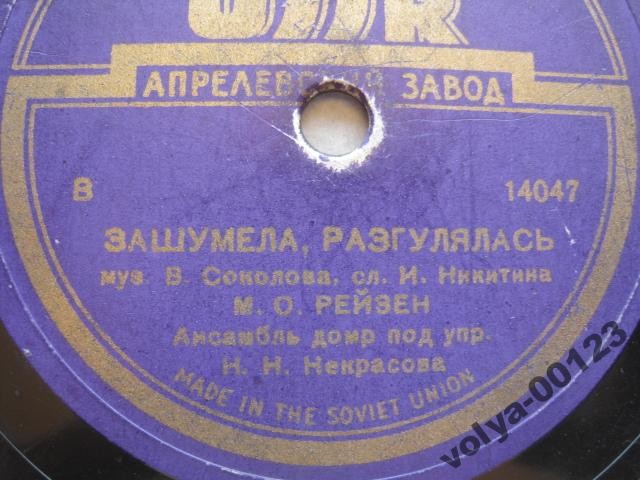 АПРЕЛЕВСКИЙ ЗАВОД
В 14047
ЗАШУМЕЛА, РАЗГУЛЯЛАСЬ
муз. В. Соколова, сл. И. Никитина
М. О. РЕЙЗЕН
Ансамбль домр под упр.
Н. Н. Некрасова
MADE IN THE SOVIET UNION
volya-00123